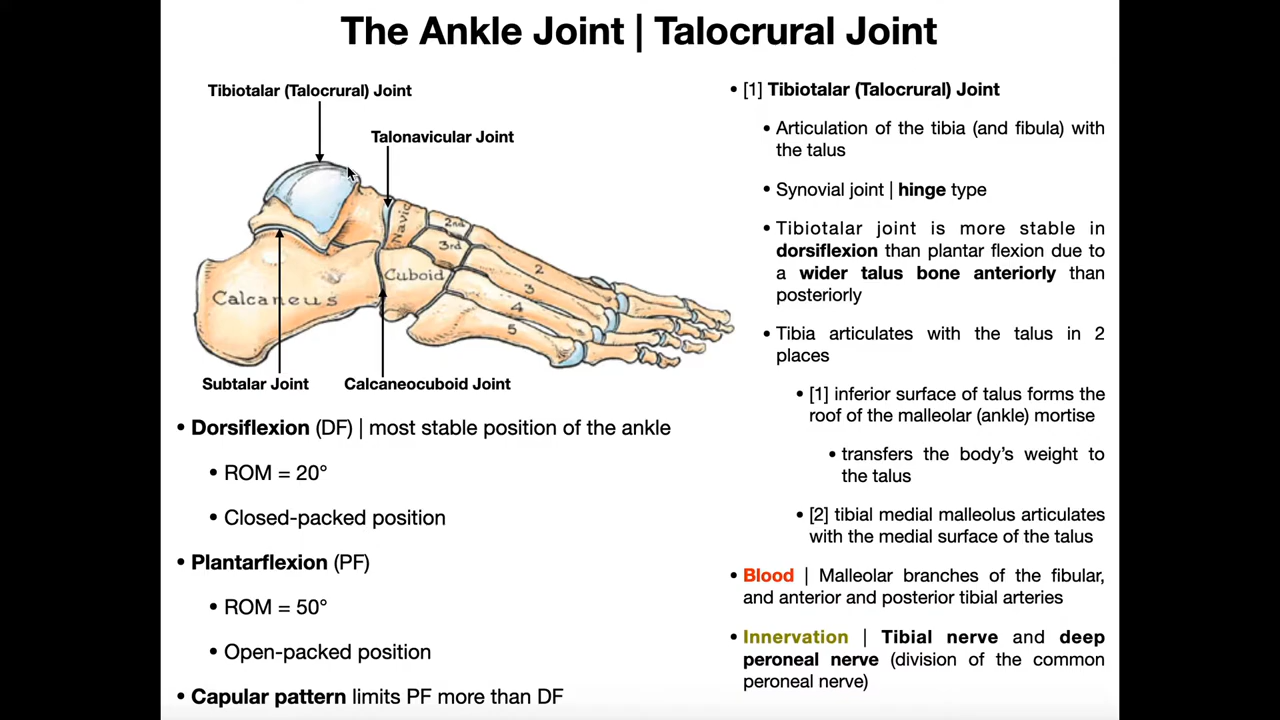 The Ankle Joint | Talocrural Joint
Tibiotalar (Talocrural) Joint
Talonavicular Joint
Navic
2nd
3rd
Cuboid
Calcaneus
2
3
4
5
Subtalar Joint
Calcaneocuboid Joint
• Dorsiflexion (DF) | most stable position of the ankle
• ROM = 20°
• Closed-packed position
• Plantarflexion (PF)
• ROM = 50°
• Open-packed position
• Capular pattern limits PF more than DF
• [1] Tibiotalar (Talocrural) Joint
• Articulation of the tibia (and fibula) with
the talus
• Synovial joint | hinge type
• Tibiotalar joint is more stable in
dorsiflexion than plantar flexion due to
a wider talus bone anteriorly than
posteriorly
• Tibia articulates with the talus in 2
places
• [1] inferior surface of talus forms the
roof of the malleolar (ankle) mortise
• transfers the body’s weight to
the talus
• [2] tibial medial malleolus articulates
with the medial surface of the talus
• Blood | Malleolar branches of the fibular,
and anterior and posterior tibial arteries
• Innervation | Tibial nerve and deep
peroneal nerve (division of the common
peroneal nerve)